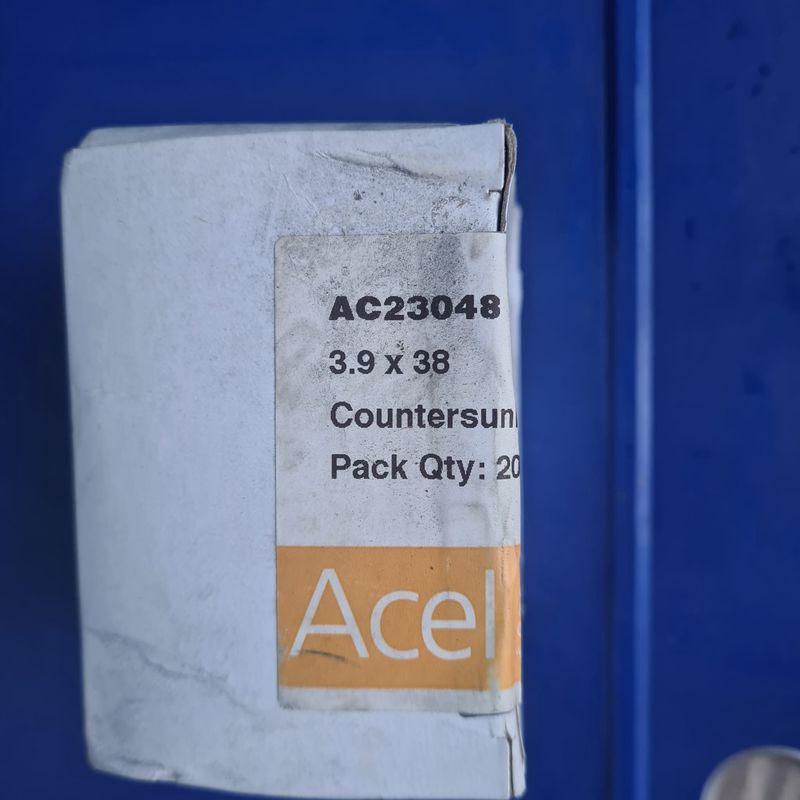 AC23048
3.9 x 38
Countersun
Pack Qty: 20
Acel